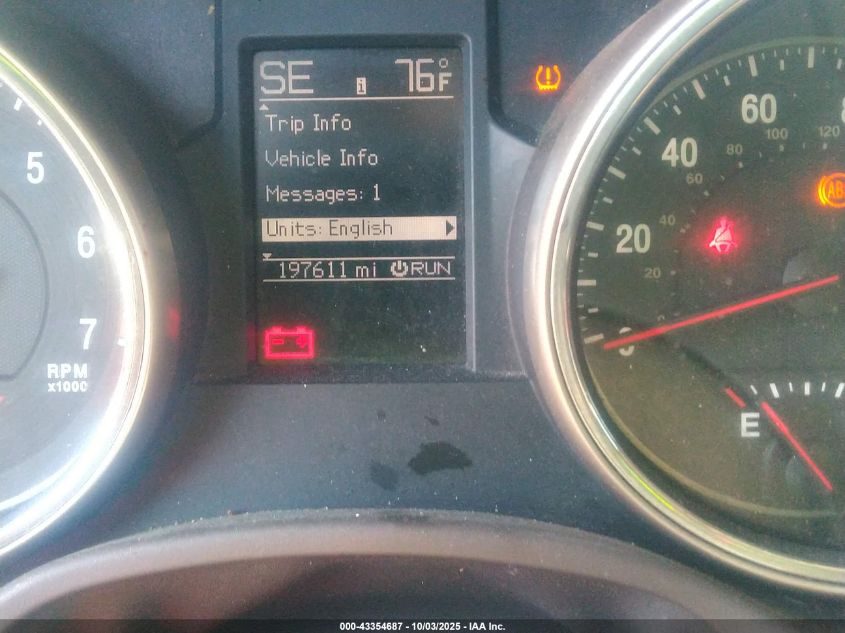 SE i 76°F
Trip Info
Vehicle Info
Messages: 1
Units: English
197611 mi RUN
5
6
7
RPM
x1000
0
20
40
60
20
40
60
80
100
120
E
000-43354687 - 10/03/2025 - IAA Inc.